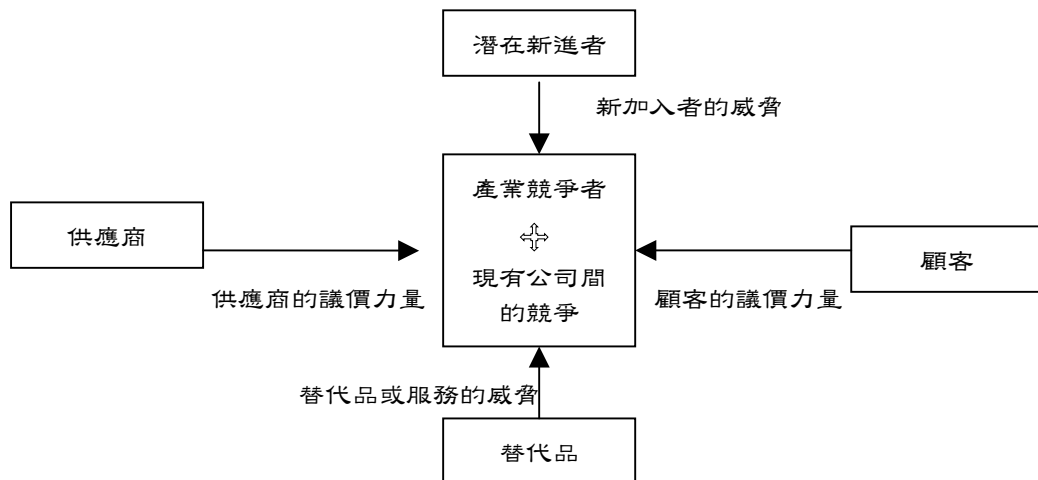 潛在新進者
新加入者的威脅
產業競爭者
供應商
現有公司間
的競爭
顧客
供應商的議價力量
顧客的議價力量
替代品或服務的威脅
替代品